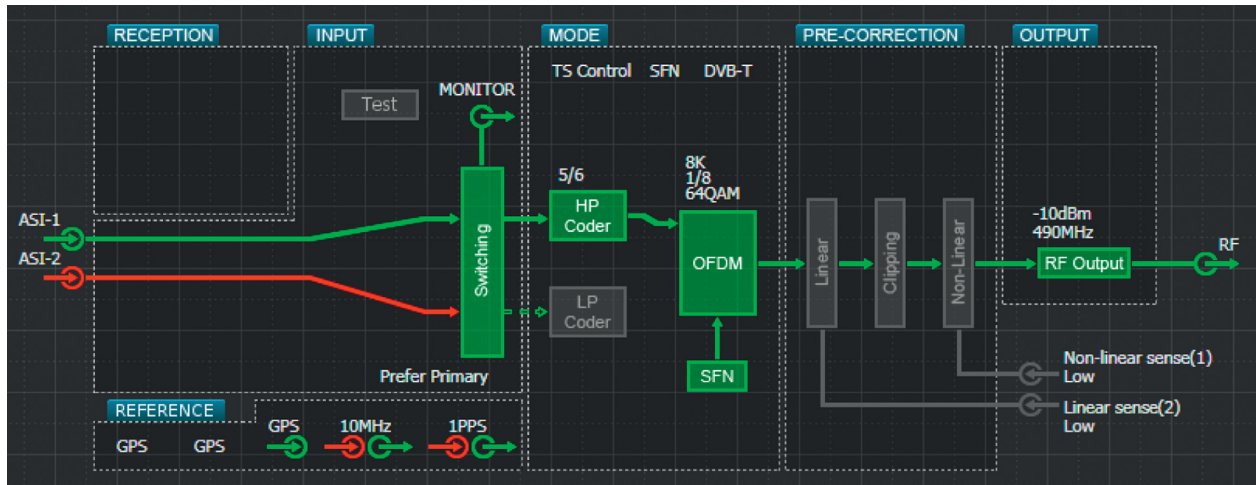 RECEPTION
INPUT
MODE
PRE-CORRECTION
OUTPUT
TS Control SFN DVB-T
Test
MONITOR
5/6
8K
1/8
64QAM
HP
Coder
ASI-1
ASI-2
Switching
OFDM
Linear
Clipping
Non-Linear
-10dBm
490MHz
RF Output
RF
LP
Coder
SFN
Prefer Primary
Non-linear sense(1)
Low
Linear sense(2)
Low
REFERENCE
GPS GPS GPS 10MHz 1PPS